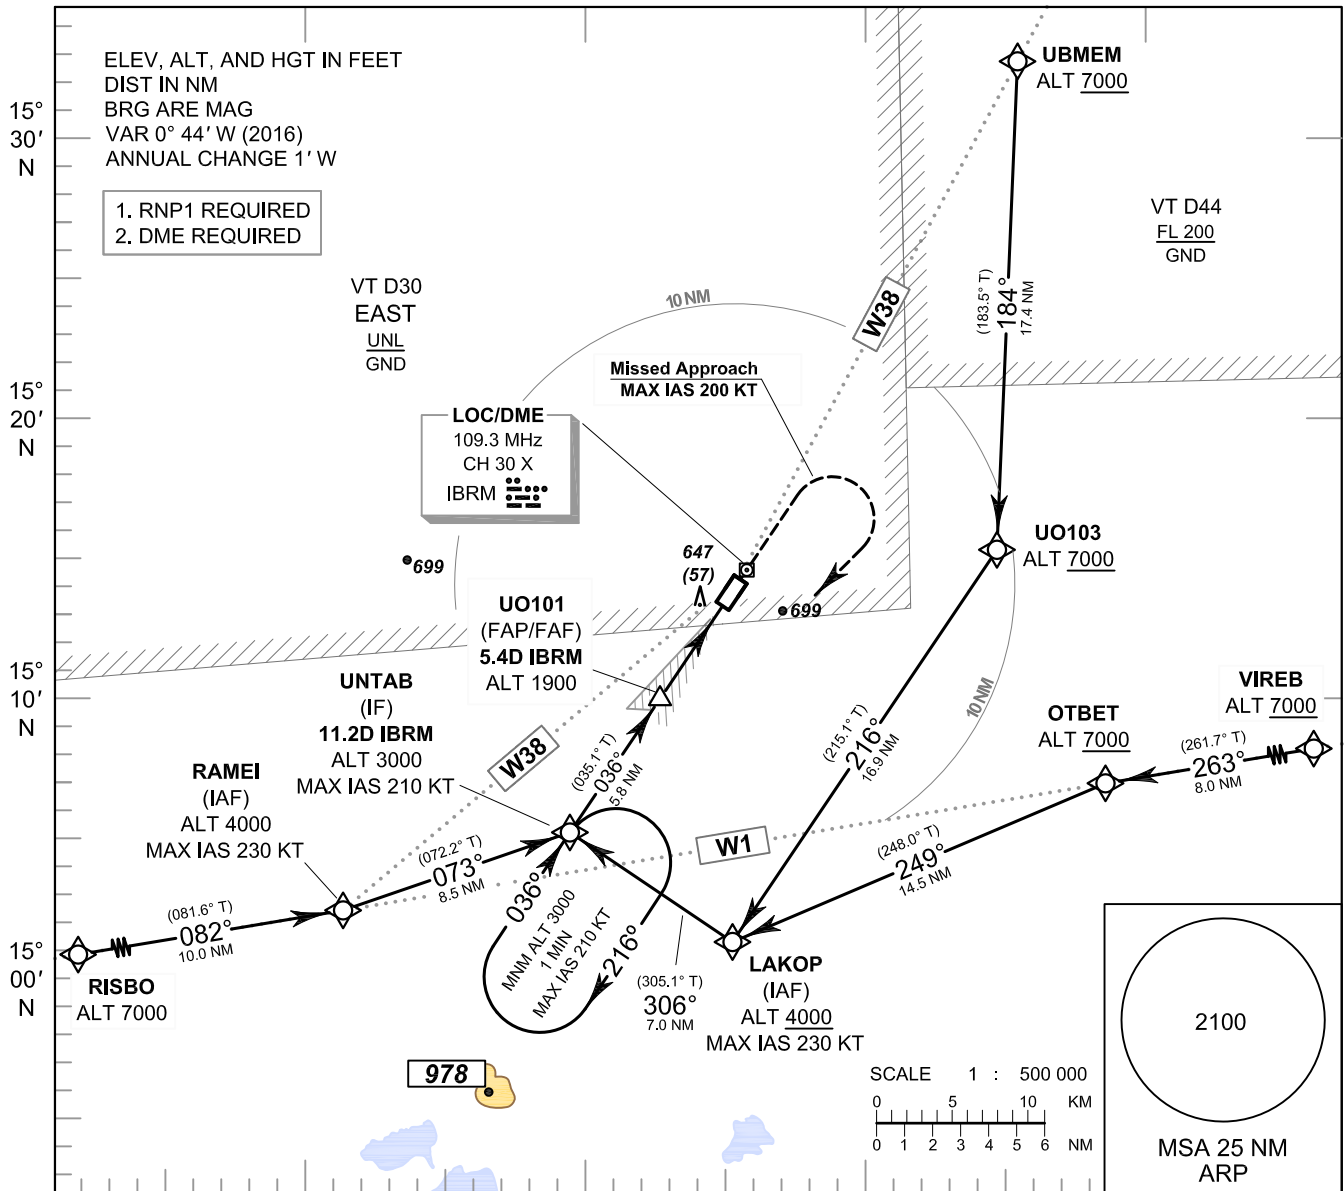 ELEV, ALT, AND HGT IN FEET
DIST IN NM
BRG ARE MAG
VAR 0° 44′ W (2016)
ANNUAL CHANGE 1′ W
1. RNP1 REQUIRED
2. DME REQUIRED
15°
30′
N
15°
20′
N
15°
10′
N
15°
00′
N
UBMEM
ALT 7000
VT D44
FL 200
GND
VT D30
EAST
UNL
GND
10 NM
W38
(183.5° T)
184°
17.4 NM
Missed Approach
MAX IAS 200 KT
LOC/DME
109.3 MHz
CH 30 X
IBRM
699
647
(57)
699
UO103
ALT 7000
UO101
(FAP/FAF)
5.4D IBRM
ALT 1900
UNTAB
(IF)
11.2D IBRM
ALT 3000
MAX IAS 210 KT
W38
(035.1° T)
036°
5.8 NM
(215.1° T)
216°
16.9 NM
10 NM
OTBET
ALT 7000
VIREB
ALT 7000
(261.7° T)
263°
8.0 NM
RAMEI
(IAF)
ALT 4000
MAX IAS 230 KT
W1
(072.2° T)
073°
8.5 NM
(248.0° T)
249°
14.5 NM
(081.6° T)
082°
10.0 NM
036°
MNM ALT 3000
1 MIN
MAX IAS 210 KT
216°
RISBO
ALT 7000
(305.1° T)
306°
7.0 NM
LAKOP
(IAF)
ALT 4000
MAX IAS 230 KT
978
SCALE 1 : 500 000
0 5 10 KM
0 1 2 3 4 5 6 NM
2100
MSA 25 NM
ARP